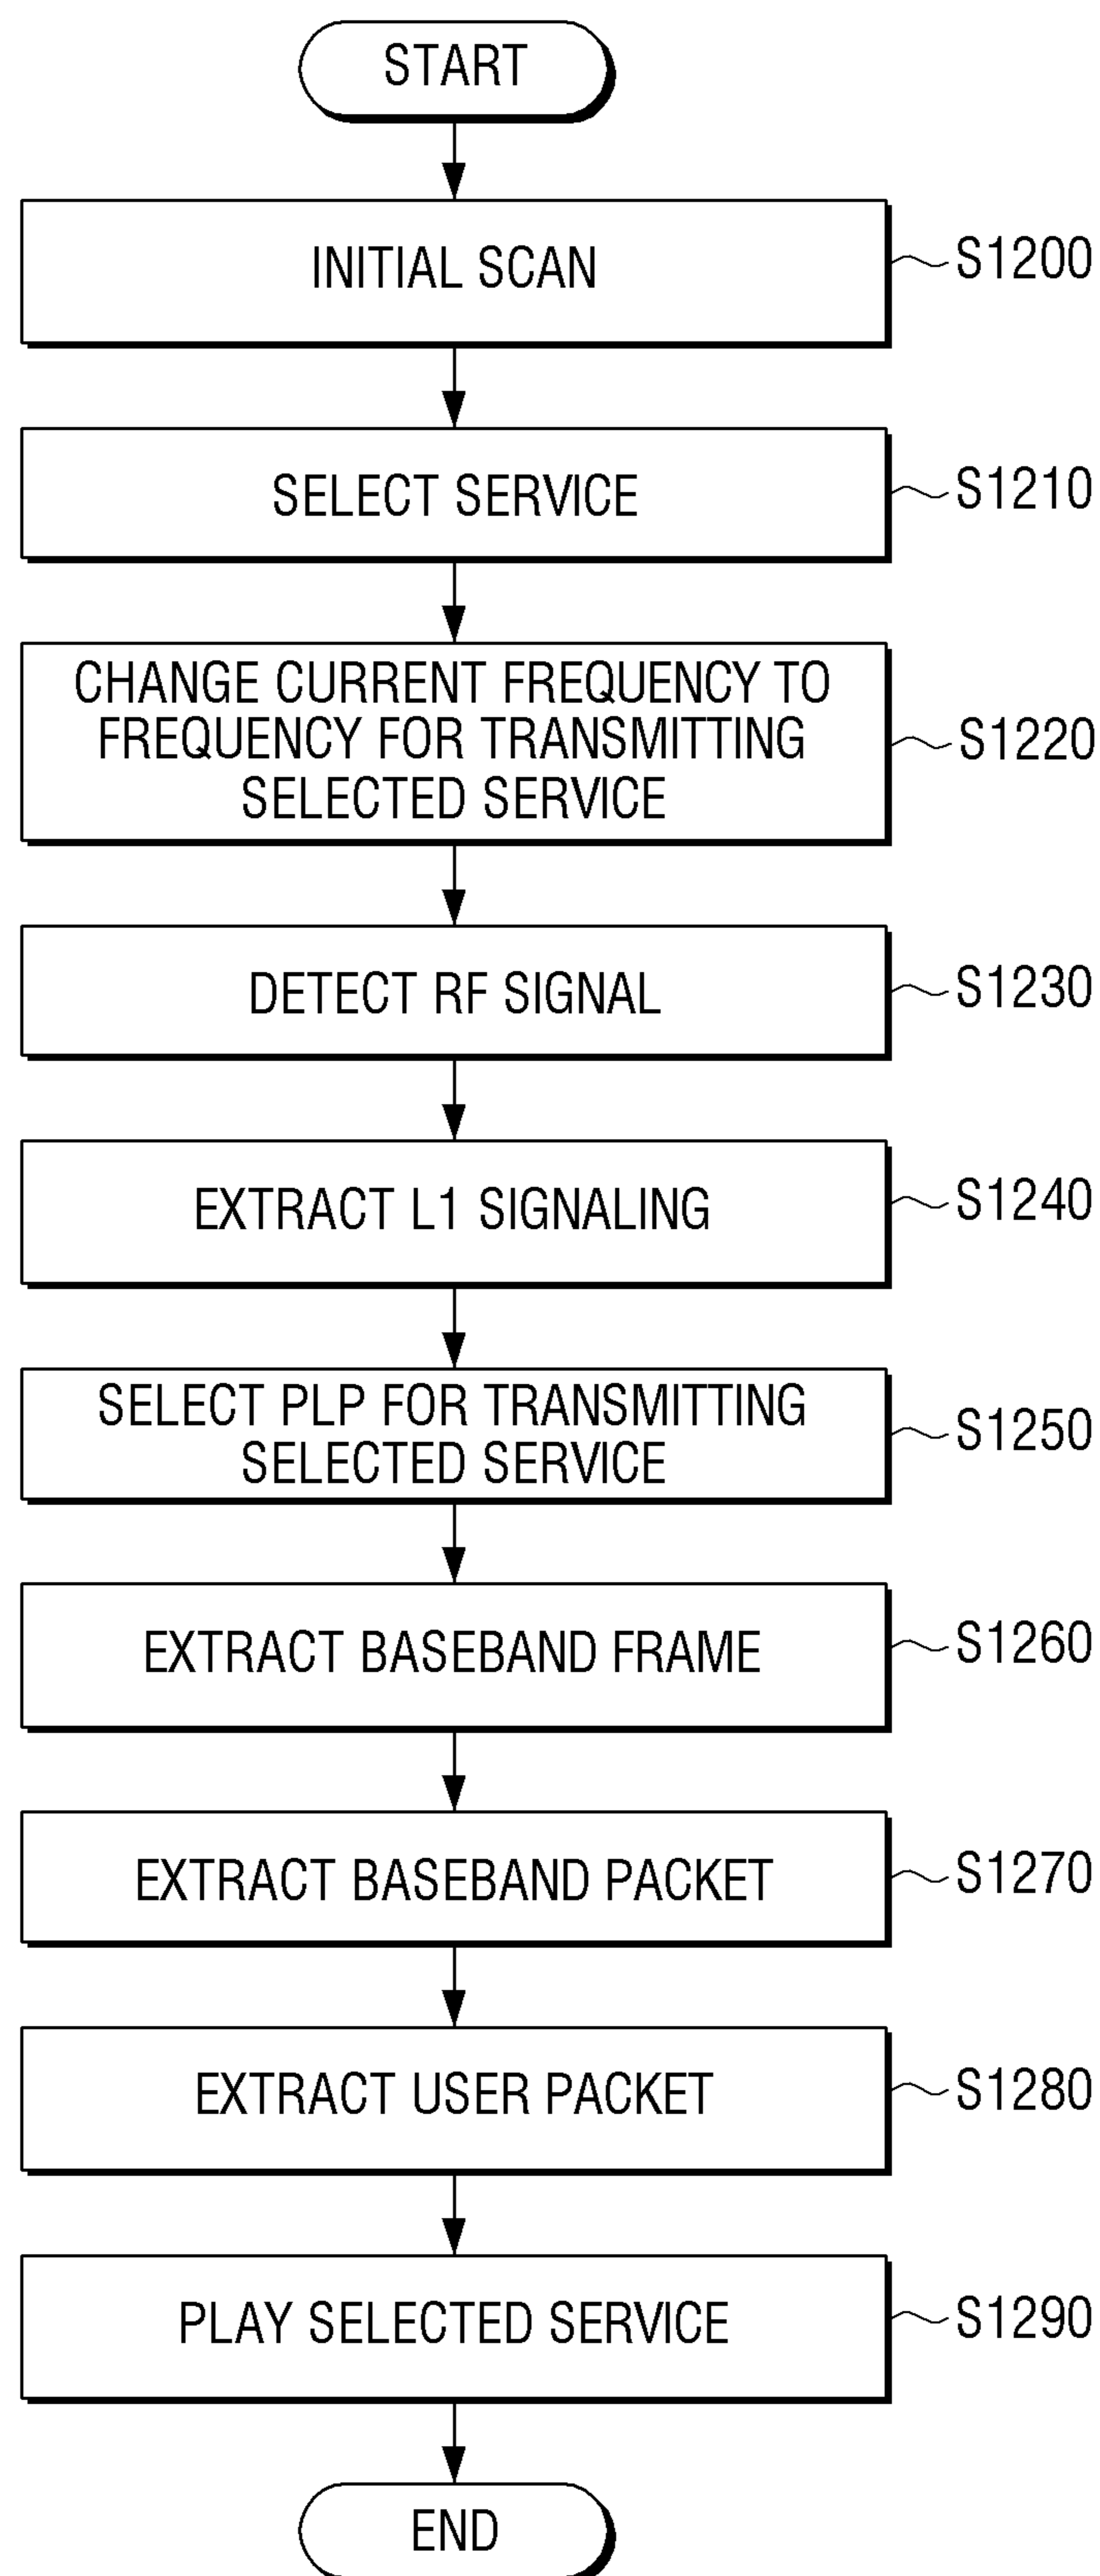 START
INITIAL SCAN
S1200
SELECT SERVICE
S1210
CHANGE CURRENT FREQUENCY TO
FREQUENCY FOR TRANSMITTING
SELECTED SERVICE
S1220
DETECT RF SIGNAL
S1230
EXTRACT L1 SIGNALING
S1240
SELECT PLP FOR TRANSMITTING
SELECTED SERVICE
S1250
EXTRACT BASEBAND FRAME
S1260
EXTRACT BASEBAND PACKET
S1270
EXTRACT USER PACKET
S1280
PLAY SELECTED SERVICE
S1290
END